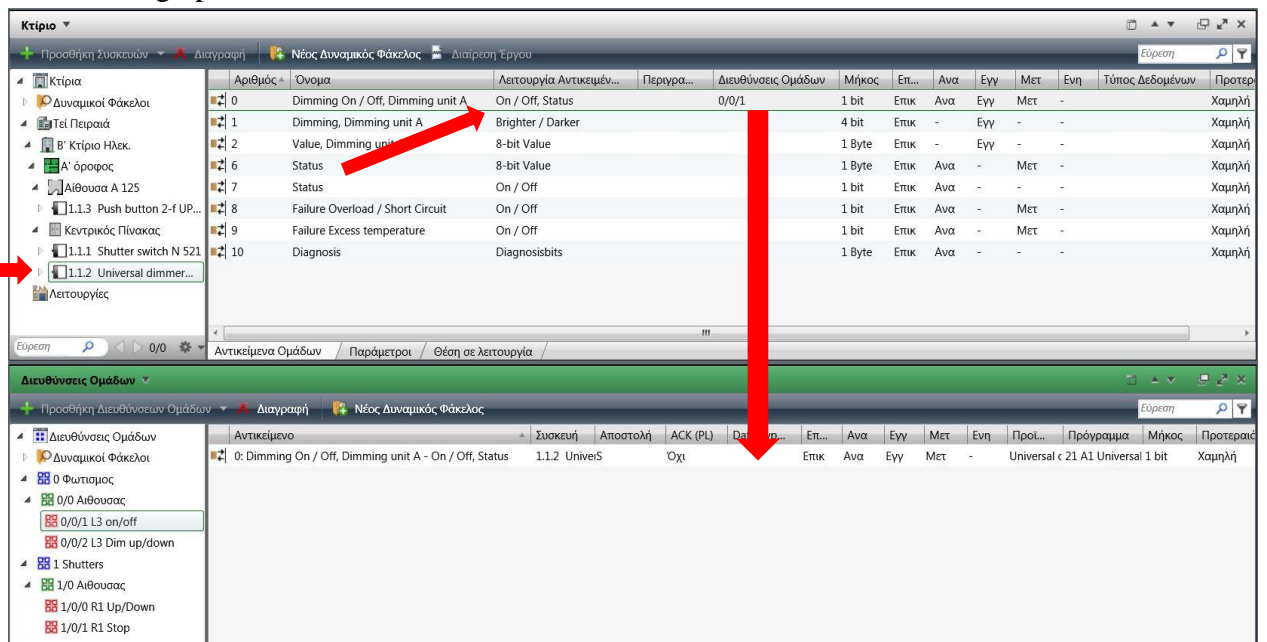 Κτίριο
Προσθήκη Συσκευών Διαγραφή Νέος Δυναμικός Φάκελος Διαίρεση Έργου Εύρεση
Κτίρια
Δυναμικοί Φάκελοι
Τεί Πειραιά
Β' Κτίριο Ηλεκ.
Α' όροφος
Αίθουσα Α 125
1.1.3 Push button 2-f UP...
Κεντρικός Πίνακας
1.1.1 Shutter switch N 521
1.1.2 Universal dimmer...
Λειτουργίες
Εύρεση 0/0
Αριθμός Όνομα Λειτουργία Αντικειμέν... Περιγρα... Διευθύνσεις Ομάδων Μήκος Επ... Ανα Εγγ Μετ Ενη Τύπος Δεδομένων Προτερ
0 Dimming On / Off, Dimming unit A On / Off, Status 0/0/1 1 bit Επικ Ανα Εγγ Μετ - Χαμηλή
1 Dimming, Dimming unit A Brighter / Darker 4 bit Επικ - Εγγ - - Χαμηλή
2 Value, Dimming unit 8-bit Value 1 Byte Επικ - Εγγ - - Χαμηλή
6 Status 8-bit Value 1 Byte Επικ Ανα - Μετ - Χαμηλή
7 Status On / Off 1 bit Επικ Ανα - - - Χαμηλή
8 Failure Overload / Short Circuit On / Off 1 bit Επικ Ανα - Μετ - Χαμηλή
9 Failure Excess temperature On / Off 1 bit Επικ Ανα - Μετ - Χαμηλή
10 Diagnosis Diagnosisbits 1 Byte Επικ Ανα - - - Χαμηλή
Αντικείμενα Ομάδων / Παράμετροι / Θέση σε λειτουργία /
Διευθύνσεις Ομάδων
Προσθήκη Διευθύνσεων Ομάδων Διαγραφή Νέος Δυναμικός Φάκελος Εύρεση
Διευθύνσεις Ομάδων
Δυναμικοί Φάκελοι
0 Φωτισμος
0/0 Αιθουσας
0/0/1 L3 on/off
0/0/2 L3 Dim up/down
1 Shutters
1/0 Αιθουσας
1/0/0 R1 Up/Down
1/0/1 R1 Stop
Αντικείμενο Συσκευή Αποστολή ACK (PL) Επ... Ανα Εγγ Μετ Ενη Προϊ... Πρόγραμμα Μήκος Προτεραιό
0: Dimming On / Off, Dimming unit A - On / Off, Status 1.1.2 Univer S Όχι Επικ Ανα Εγγ Μετ - Universal c 21 A1 Universal 1 bit Χαμηλή